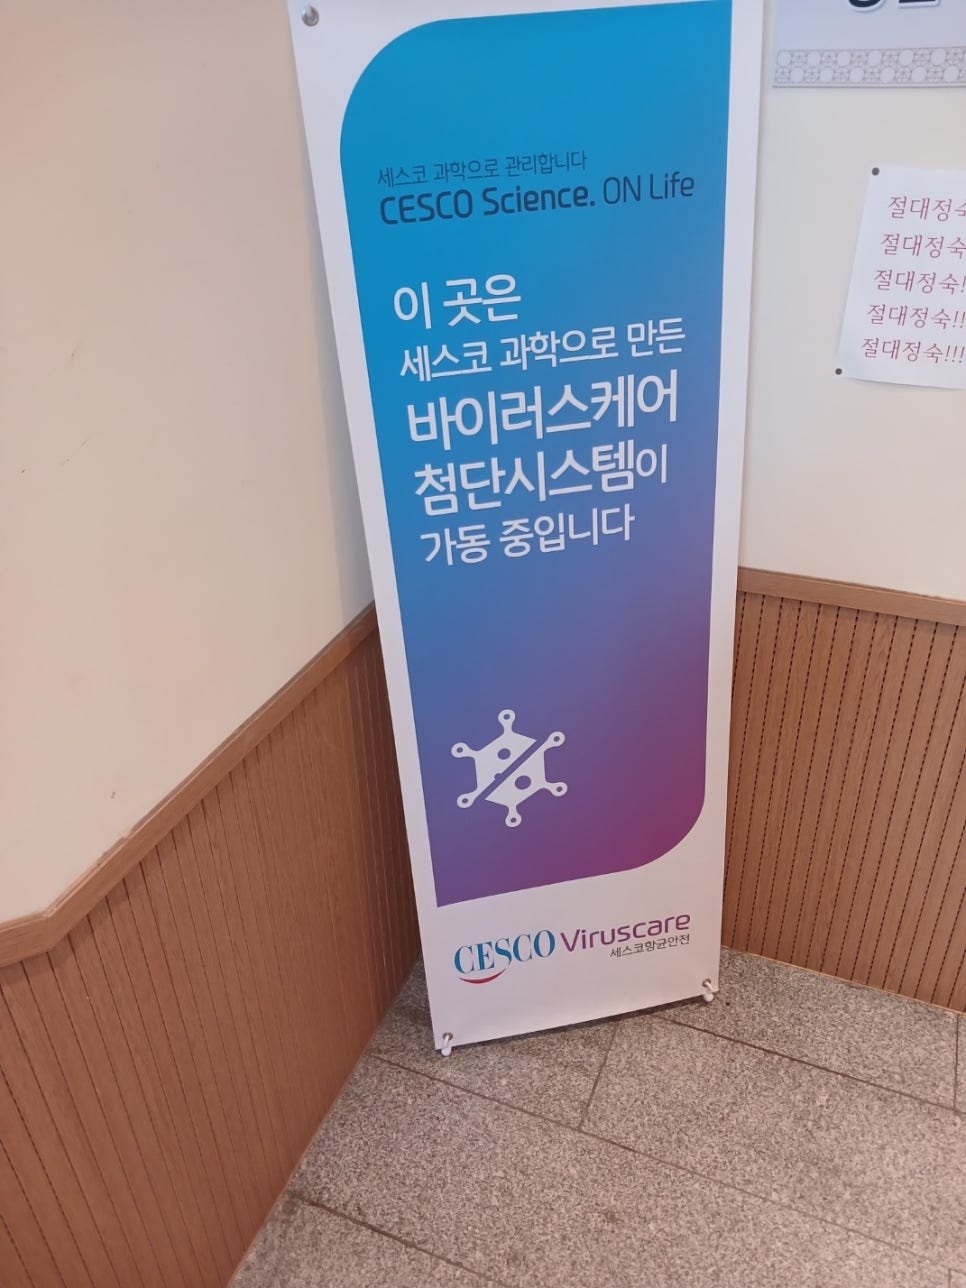 세스코 과학으로 관리합니다
CESCO Science. ON Life
이 곳은
세스코 과학으로 만든
바이러스케어
첨단시스템이
가동 중입니다
CESCO Viruscare
세스코항균안전
절대정숙
절대정숙
절대정숙!
절대정숙!!
절대정숙!!!